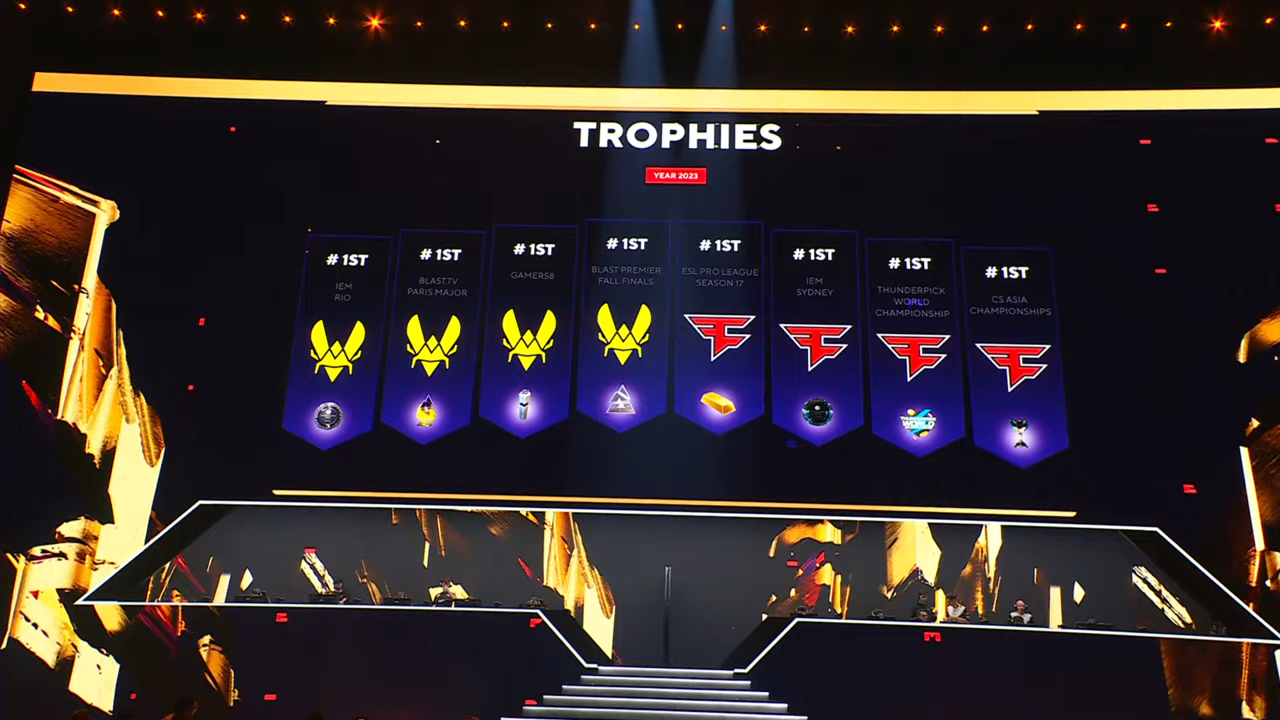 TROPHIES
YEAR 2023
# 1ST
IEM
RIO
# 1ST
BLAST.TV
PARIS MAJOR
# 1ST
GAMERS8
# 1ST
BLAST PREMIER
FALL FINALS
# 1ST
ESL PRO LEAGUE
SEASON 17
# 1ST
IEM
SYDNEY
# 1ST
THUNDERPICK
WORLD
CHAMPIONSHIP
WORLD
# 1ST
CS ASIA
CHAMPIONSHIPS